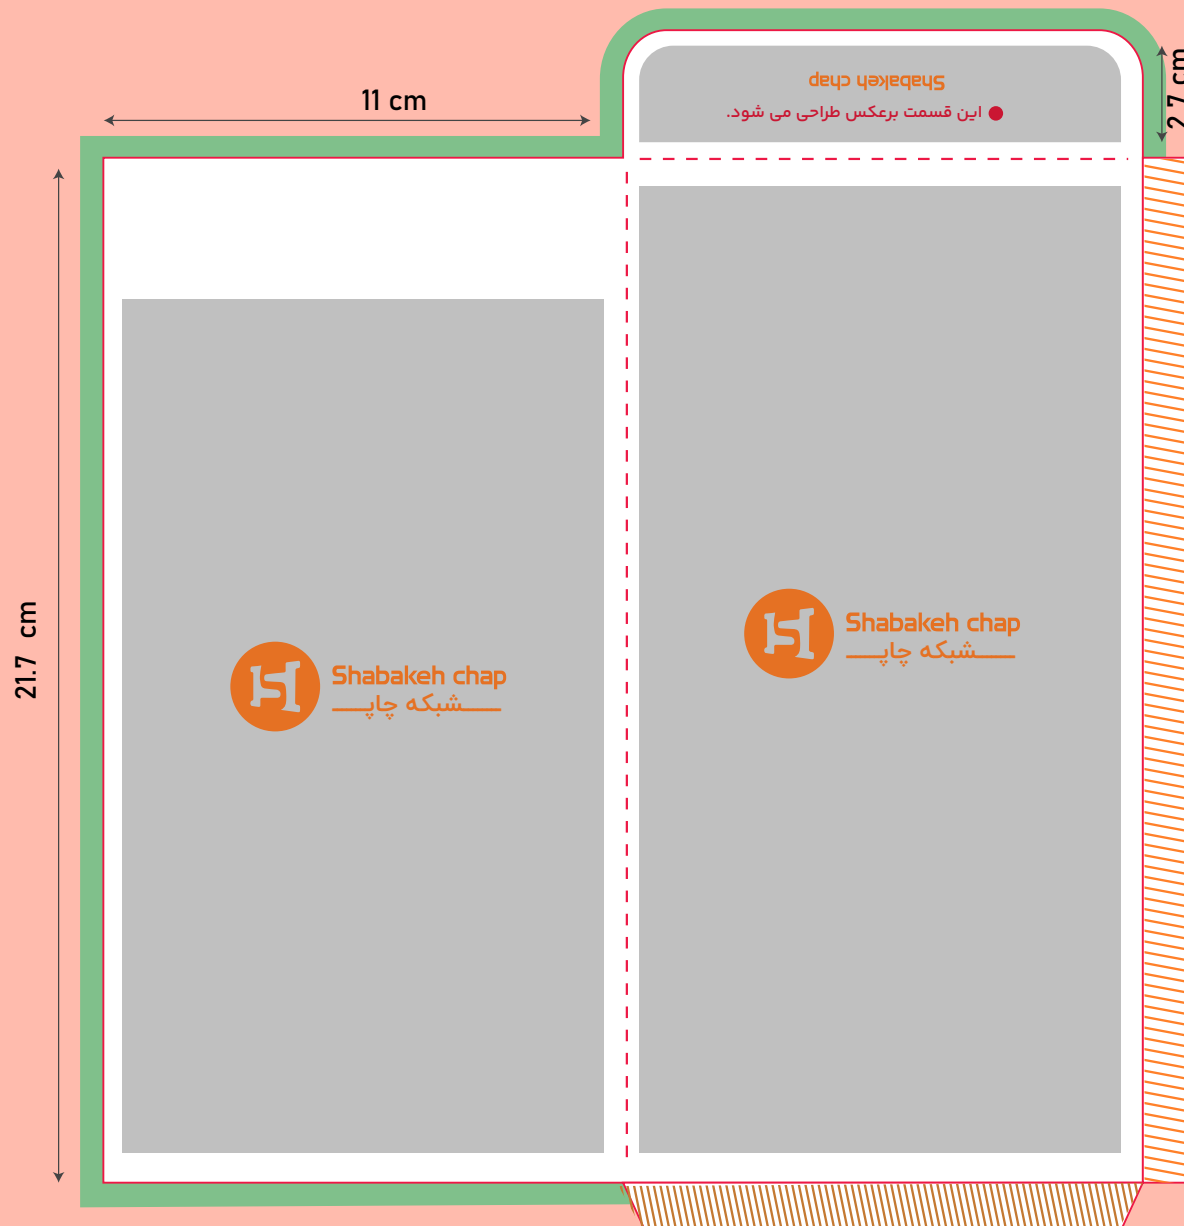 Shabakeh chap
این قسمت برعکس طراحی می شود.
2.7 cm
11 cm
21.7 cm
Shabakeh chap
شبکه چاپ
Shabakeh chap
شبکه چاپ